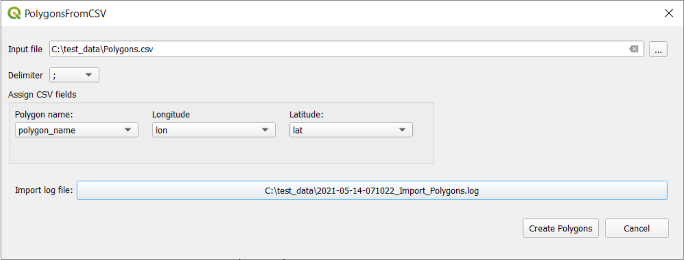 PolygonsFromCSV
Input file C:\test_data\Polygons.csv ...
Delimiter ;
Assign CSV fields
Polygon name: Longitude Latitude:
polygon_name lon lat
Import log file: C:\test_data\2021-05-14-071022_Import_Polygons.log
Create Polygons Cancel